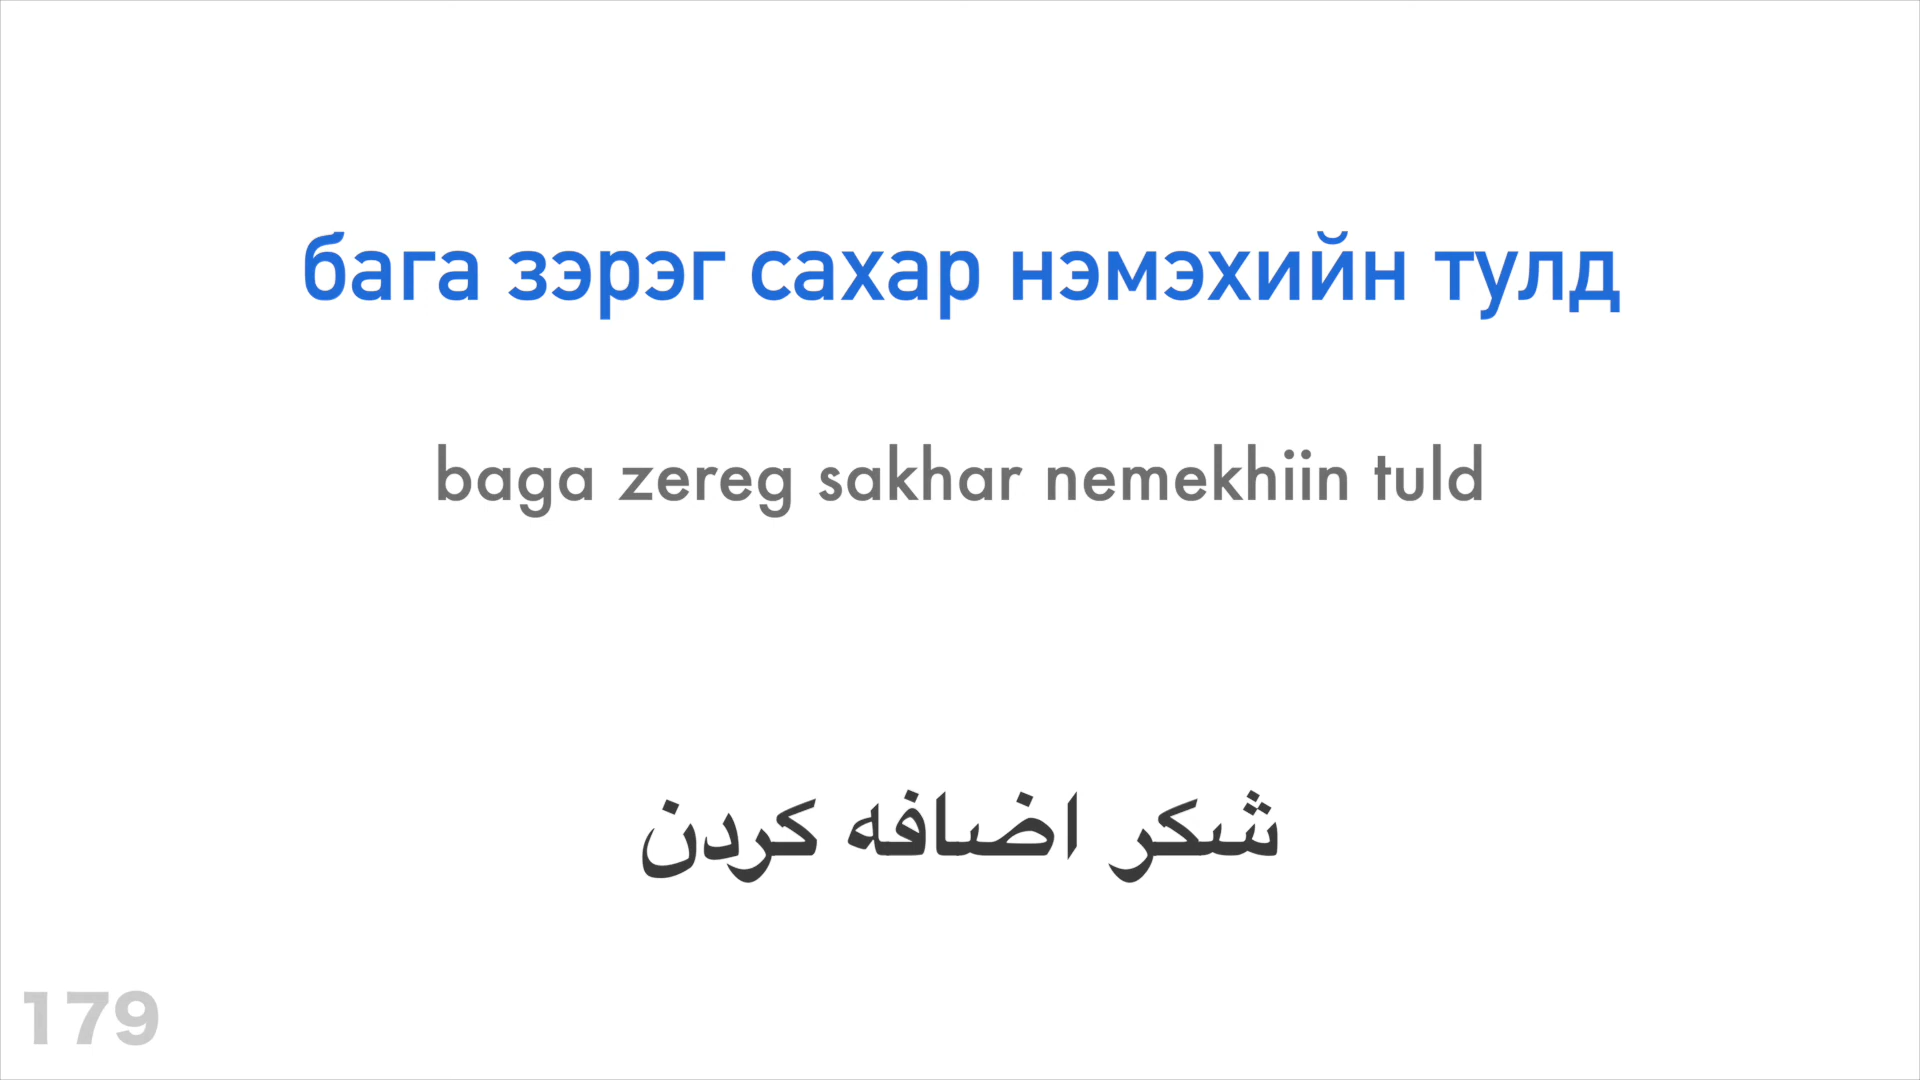 бага зэрэг сахар нэмэхийн тулд
baga zereg sakhar nemekhiin tuld
شکر اضافه کردن
179